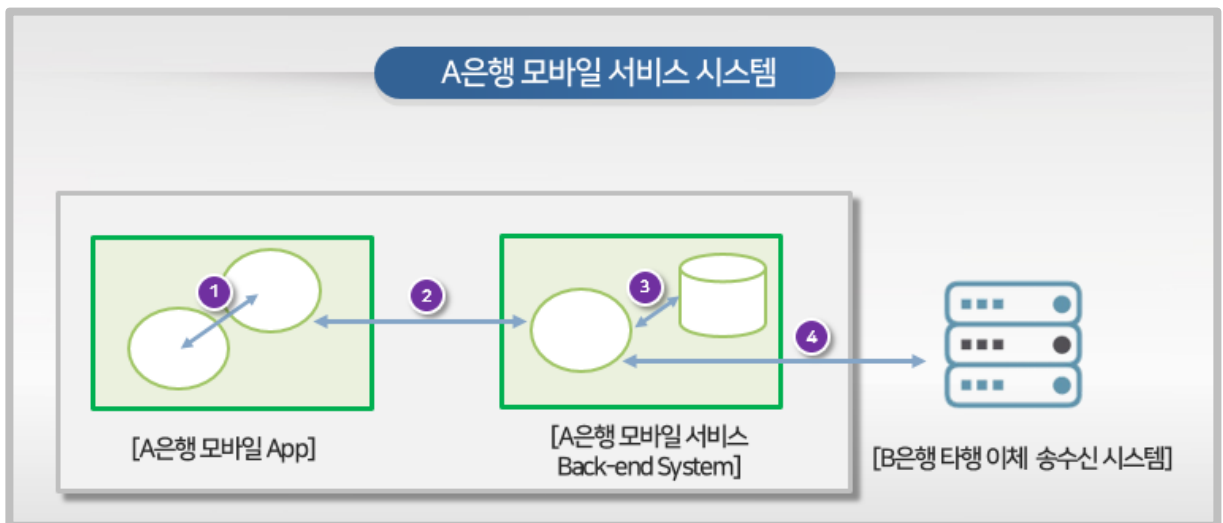 A은행 모바일 서비스 시스템
1
2
3
4
[A은행 모바일 App]
[A은행 모바일 서비스
Back-end System]
[B은행 타행 이체 송수신 시스템]